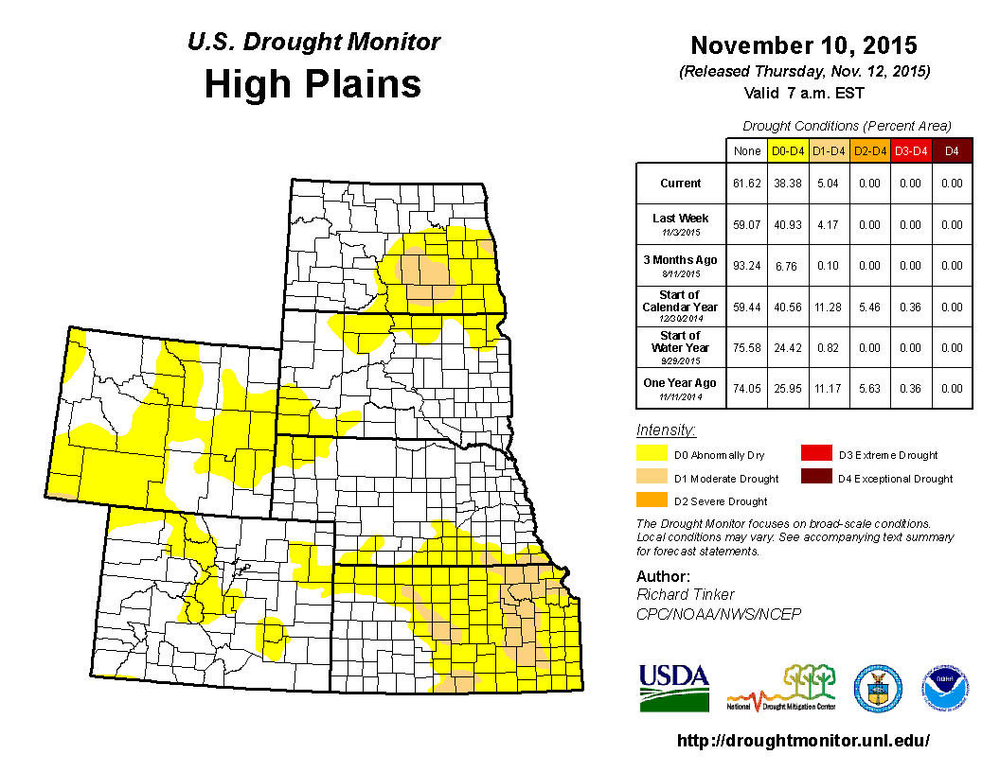 U.S. Drought Monitor
High Plains
November 10, 2015
(Released Thursday, Nov. 12, 2015)
Valid 7 a.m. EST
Drought Conditions (Percent Area)
None D0-D4 D1-D4 D2-D4 D3-D4 D4
Current 61.62 38.38 5.04 0.00 0.00 0.00
Last Week 11/3/2015 59.07 40.93 4.17 0.00 0.00 0.00
3 Months Ago 8/11/2015 93.24 6.76 0.10 0.00 0.00 0.00
Start of Calendar Year 12/30/2014 59.44 40.56 11.28 5.46 0.36 0.00
Start of Water Year 9/29/2015 75.58 24.42 0.82 0.00 0.00 0.00
One Year Ago 11/11/2014 74.05 25.95 11.17 5.63 0.36 0.00
Intensity:
D0 Abnormally Dry
D1 Moderate Drought
D2 Severe Drought
D3 Extreme Drought
D4 Exceptional Drought
The Drought Monitor focuses on broad-scale conditions.
Local conditions may vary. See accompanying text summary
for forecast statements.
Author:
Richard Tinker
CPC/NOAA/NWS/NCEP
USDA
National Drought Mitigation Center
NOAA
http://droughtmonitor.unl.edu/